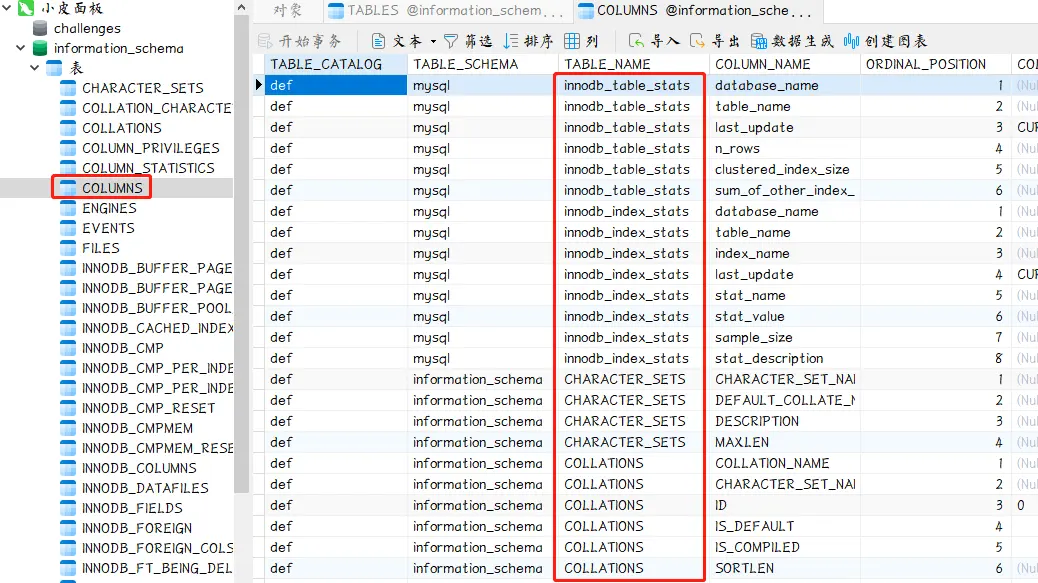 小皮面板
challenges
information_schema
表
CHARACTER_SETS
COLLATION_CHARACTE
COLLATIONS
COLUMN_PRIVILEGES
COLUMN_STATISTICS
COLUMNS
ENGINES
EVENTS
FILES
INNODB_BUFFER_PAGE
INNODB_BUFFER_PAGE
INNODB_BUFFER_POOL
INNODB_CACHED_INDEX
INNODB_CMP
INNODB_CMP_PER_INDE
INNODB_CMP_PER_INDE
INNODB_CMP_RESET
INNODB_CMPMEM
INNODB_CMPMEM_RESE
INNODB_COLUMNS
INNODB_DATAFILES
INNODB_FIELDS
INNODB_FOREIGN
INNODB_FOREIGN_COLS
INNODB_FT_BEING_DEL
对象 TABLES @information_schem... COLUMNS @information_sche...
开始事务 文本 筛选 排序 列 导入 导出 数据生成 创建图表
TABLE_CATALOG TABLE_SCHEMA TABLE_NAME COLUMN_NAME ORDINAL_POSITION COL
def mysql innodb_table_stats database_name 1 (Nul
def mysql innodb_table_stats table_name 2 (Nul
def mysql innodb_table_stats last_update 3 CUR
def mysql innodb_table_stats n_rows 4 (Nul
def mysql innodb_table_stats clustered_index_size 5 (Nul
def mysql innodb_table_stats sum_of_other_index_ 6 (Nul
def mysql innodb_index_stats database_name 1 (Nul
def mysql innodb_index_stats table_name 2 (Nul
def mysql innodb_index_stats index_name 3 (Nul
def mysql innodb_index_stats last_update 4 CUR
def mysql innodb_index_stats stat_name 5 (Nul
def mysql innodb_index_stats stat_value 6 (Nul
def mysql innodb_index_stats sample_size 7 (Nul
def mysql innodb_index_stats stat_description 8 (Nul
def information_schema CHARACTER_SETS CHARACTER_SET_NAI 1 (Nul
def information_schema CHARACTER_SETS DEFAULT_COLLATE_N 2 (Nul
def information_schema CHARACTER_SETS DESCRIPTION 3 (Nul
def information_schema CHARACTER_SETS MAXLEN 4 (Nul
def information_schema COLLATIONS COLLATION_NAME 1 (Nul
def information_schema COLLATIONS CHARACTER_SET_NAI 2 (Nul
def information_schema COLLATIONS ID 3 0
def information_schema COLLATIONS IS_DEFAULT 4
def information_schema COLLATIONS IS_COMPILED 5
def information_schema COLLATIONS SORTLEN 6 (Nul